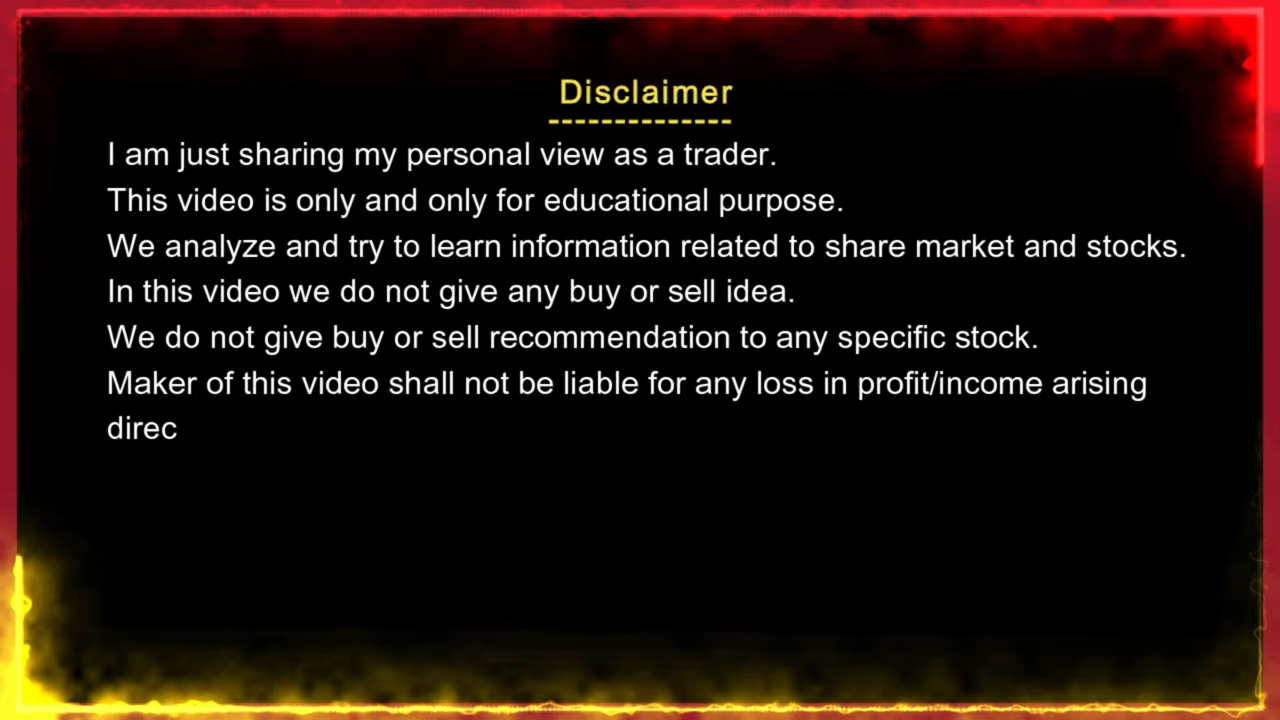 Disclaimer
--------------
I am just sharing my personal view as a trader.
This video is only and only for educational purpose.
We analyze and try to learn information related to share market and stocks.
In this video we do not give any buy or sell idea.
We do not give buy or sell recommendation to any specific stock.
Maker of this video shall not be liable for any loss in profit/income arising
direc